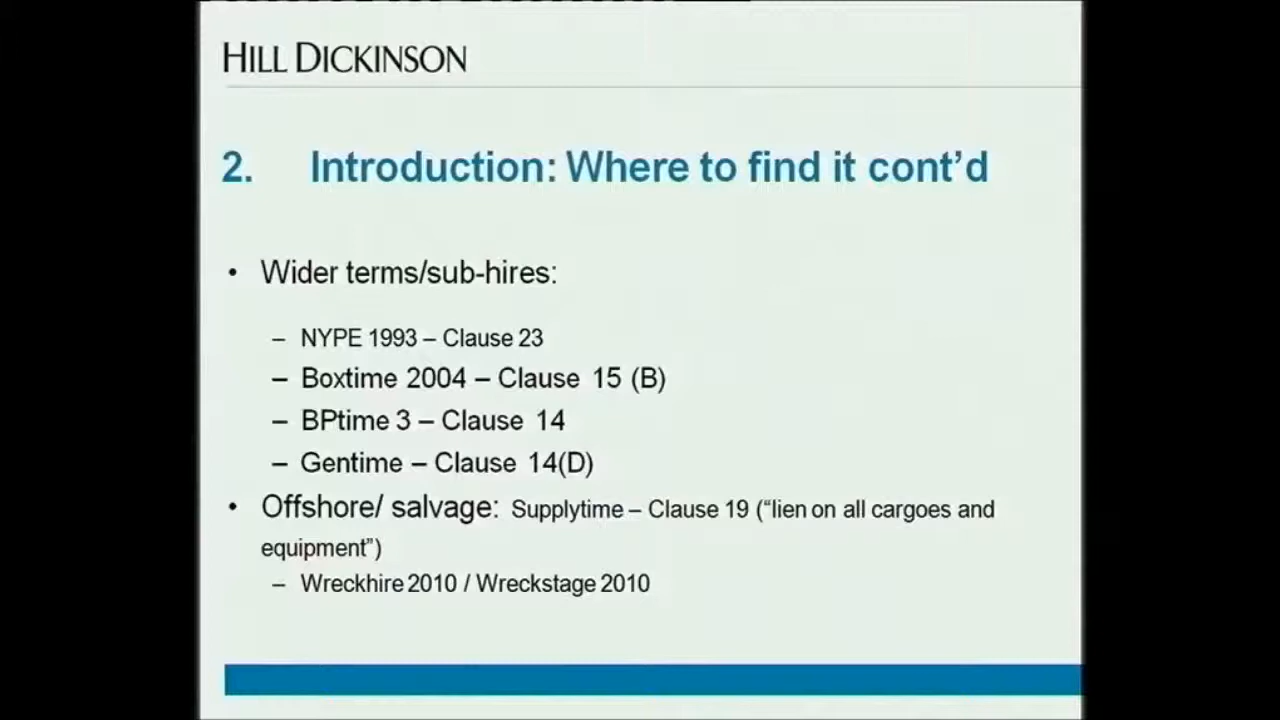 HILL DICKINSON
2. Introduction: Where to find it cont’d
• Wider terms/sub-hires:
– NYPE 1993 – Clause 23
– Boxtime 2004 – Clause 15 (B)
– BPtime 3 – Clause 14
– Gentime – Clause 14(D)
• Offshore/ salvage: Supplytime – Clause 19 (“lien on all cargoes and
equipment”)
– Wreckhire 2010 / Wreckstage 2010